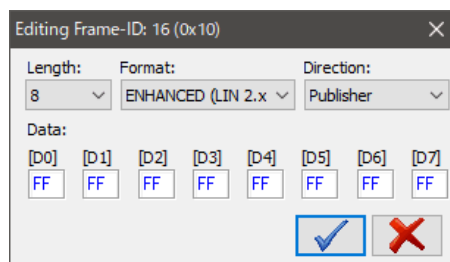 Editing Frame-ID: 16 (0x10)
Length: Format: Direction:
8 ENHANCED (LIN 2.x Publisher
Data:
[D0] [D1] [D2] [D3] [D4] [D5] [D6] [D7]
FF FF FF FF FF FF FF FF